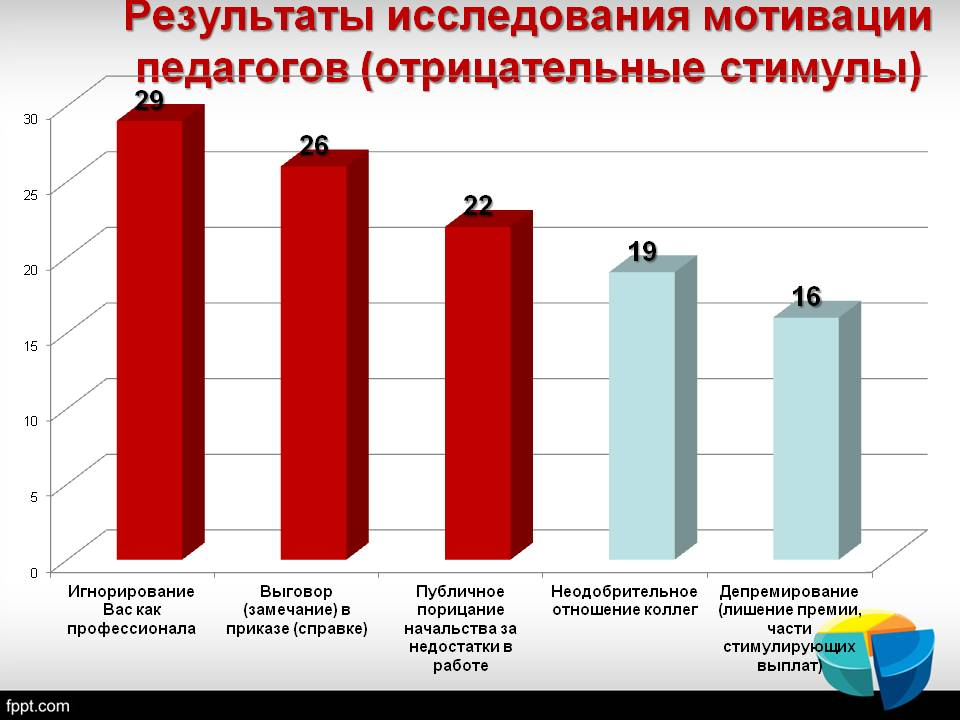 Результаты исследования мотивации
педагогов (отрицательные стимулы)
29
26
22
19
16
30
25
20
15
10
5
0
Игнорирование
Вас как
профессионала
Выговор
(замечание) в
приказе (справке)
Публичное
порицание
начальства за
недостатки в
работе
Неодобрительное
отношение коллег
Депремирование
(лишение премии,
части
стимулирующих
выплат)
fppt.com